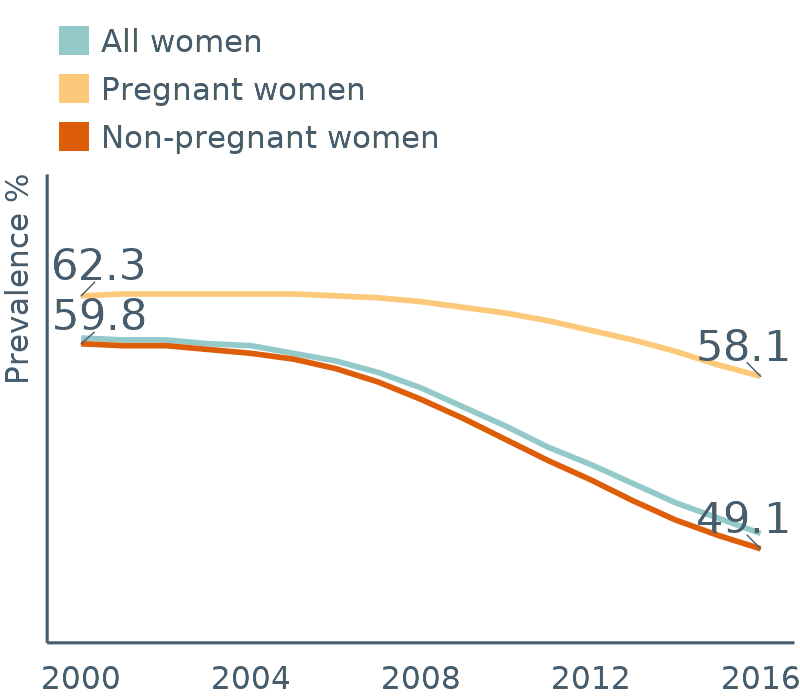 All women
Pregnant women
Non-pregnant women
Prevalence %
62.3
59.8
58.1
49.1
2000 2004 2008 2012 2016